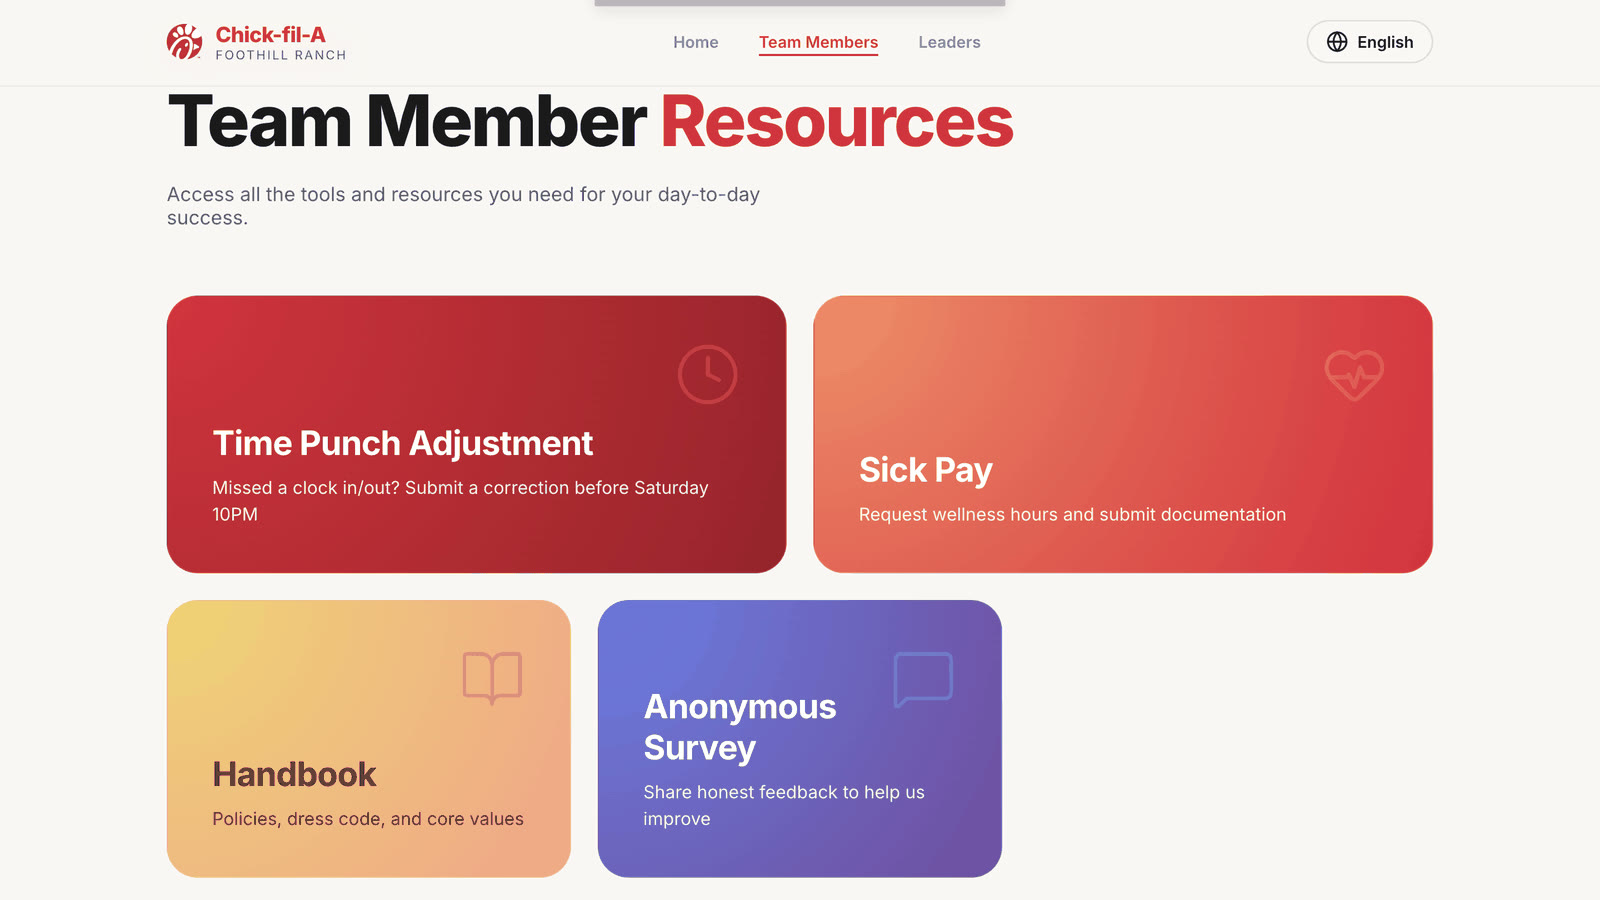 Chick-fil-A
FOOTHILL RANCH
Home
Team Members
Leaders
English
Team Member Resources
Access all the tools and resources you need for your day-to-day
success.
Time Punch Adjustment
Missed a clock in/out? Submit a correction before Saturday
10PM
Sick Pay
Request wellness hours and submit documentation
Handbook
Policies, dress code, and core values
Anonymous
Survey
Share honest feedback to help us
improve